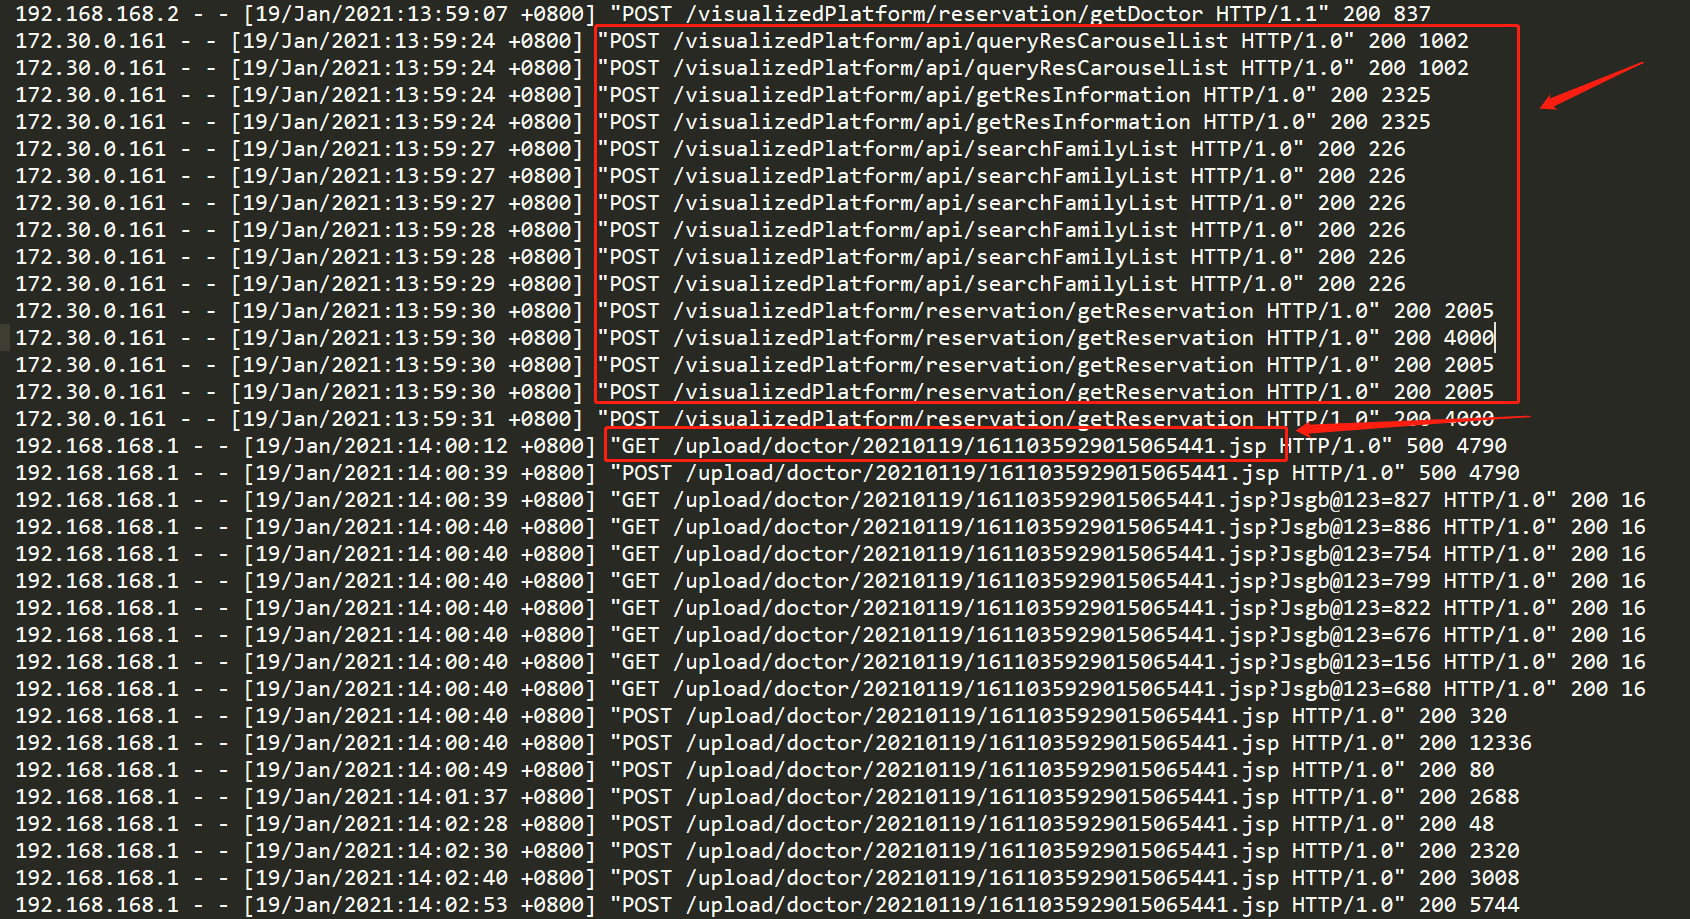 192.168.168.2 - - [19/Jan/2021:13:59:07 +0800] "POST /visualizedPlatform/reservation/getDoctor HTTP/1.1" 200 837
172.30.0.161 - - [19/Jan/2021:13:59:24 +0800] "POST /visualizedPlatform/api/queryResCarouselList HTTP/1.0" 200 1002
172.30.0.161 - - [19/Jan/2021:13:59:24 +0800] "POST /visualizedPlatform/api/queryResCarouselList HTTP/1.0" 200 1002
172.30.0.161 - - [19/Jan/2021:13:59:24 +0800] "POST /visualizedPlatform/api/getResInformation HTTP/1.0" 200 2325
172.30.0.161 - - [19/Jan/2021:13:59:24 +0800] "POST /visualizedPlatform/api/getResInformation HTTP/1.0" 200 2325
172.30.0.161 - - [19/Jan/2021:13:59:27 +0800] "POST /visualizedPlatform/api/searchFamilyList HTTP/1.0" 200 226
172.30.0.161 - - [19/Jan/2021:13:59:27 +0800] "POST /visualizedPlatform/api/searchFamilyList HTTP/1.0" 200 226
172.30.0.161 - - [19/Jan/2021:13:59:27 +0800] "POST /visualizedPlatform/api/searchFamilyList HTTP/1.0" 200 226
172.30.0.161 - - [19/Jan/2021:13:59:28 +0800] "POST /visualizedPlatform/api/searchFamilyList HTTP/1.0" 200 226
172.30.0.161 - - [19/Jan/2021:13:59:28 +0800] "POST /visualizedPlatform/api/searchFamilyList HTTP/1.0" 200 226
172.30.0.161 - - [19/Jan/2021:13:59:29 +0800] "POST /visualizedPlatform/api/searchFamilyList HTTP/1.0" 200 226
172.30.0.161 - - [19/Jan/2021:13:59:30 +0800] "POST /visualizedPlatform/reservation/getReservation HTTP/1.0" 200 2005
172.30.0.161 - - [19/Jan/2021:13:59:30 +0800] "POST /visualizedPlatform/reservation/getReservation HTTP/1.0" 200 4000
172.30.0.161 - - [19/Jan/2021:13:59:30 +0800] "POST /visualizedPlatform/reservation/getReservation HTTP/1.0" 200 2005
172.30.0.161 - - [19/Jan/2021:13:59:30 +0800] "POST /visualizedPlatform/reservation/getReservation HTTP/1.0" 200 2005
172.30.0.161 - - [19/Jan/2021:13:59:31 +0800] "POST /visualizedPlatform/reservation/getReservation HTTP/1.0" 200 4000
192.168.168.1 - - [19/Jan/2021:14:00:12 +0800] "GET /upload/doctor/20210119/1611035929015065441.jsp HTTP/1.0" 500 4790
192.168.168.1 - - [19/Jan/2021:14:00:39 +0800] "POST /upload/doctor/20210119/1611035929015065441.jsp HTTP/1.0" 500 4790
192.168.168.1 - - [19/Jan/2021:14:00:39 +0800] "GET /upload/doctor/20210119/1611035929015065441.jsp?Jsgb@123=827 HTTP/1.0" 200 16
192.168.168.1 - - [19/Jan/2021:14:00:40 +0800] "GET /upload/doctor/20210119/1611035929015065441.jsp?Jsgb@123=886 HTTP/1.0" 200 16
192.168.168.1 - - [19/Jan/2021:14:00:40 +0800] "GET /upload/doctor/20210119/1611035929015065441.jsp?Jsgb@123=754 HTTP/1.0" 200 16
192.168.168.1 - - [19/Jan/2021:14:00:40 +0800] "GET /upload/doctor/20210119/1611035929015065441.jsp?Jsgb@123=799 HTTP/1.0" 200 16
192.168.168.1 - - [19/Jan/2021:14:00:40 +0800] "GET /upload/doctor/20210119/1611035929015065441.jsp?Jsgb@123=822 HTTP/1.0" 200 16
192.168.168.1 - - [19/Jan/2021:14:00:40 +0800] "GET /upload/doctor/20210119/1611035929015065441.jsp?Jsgb@123=676 HTTP/1.0" 200 16
192.168.168.1 - - [19/Jan/2021:14:00:40 +0800] "GET /upload/doctor/20210119/1611035929015065441.jsp?Jsgb@123=156 HTTP/1.0" 200 16
192.168.168.1 - - [19/Jan/2021:14:00:40 +0800] "GET /upload/doctor/20210119/1611035929015065441.jsp?Jsgb@123=680 HTTP/1.0" 200 16
192.168.168.1 - - [19/Jan/2021:14:00:40 +0800] "POST /upload/doctor/20210119/1611035929015065441.jsp HTTP/1.0" 200 320
192.168.168.1 - - [19/Jan/2021:14:00:40 +0800] "POST /upload/doctor/20210119/1611035929015065441.jsp HTTP/1.0" 200 12336
192.168.168.1 - - [19/Jan/2021:14:00:49 +0800] "POST /upload/doctor/20210119/1611035929015065441.jsp HTTP/1.0" 200 80
192.168.168.1 - - [19/Jan/2021:14:01:37 +0800] "POST /upload/doctor/20210119/1611035929015065441.jsp HTTP/1.0" 200 2688
192.168.168.1 - - [19/Jan/2021:14:02:28 +0800] "POST /upload/doctor/20210119/1611035929015065441.jsp HTTP/1.0" 200 48
192.168.168.1 - - [19/Jan/2021:14:02:30 +0800] "POST /upload/doctor/20210119/1611035929015065441.jsp HTTP/1.0" 200 2320
192.168.168.1 - - [19/Jan/2021:14:02:40 +0800] "POST /upload/doctor/20210119/1611035929015065441.jsp HTTP/1.0" 200 3008
192.168.168.1 - - [19/Jan/2021:14:02:53 +0800] "POST /upload/doctor/20210119/1611035929015065441.jsp HTTP/1.0" 200 5744